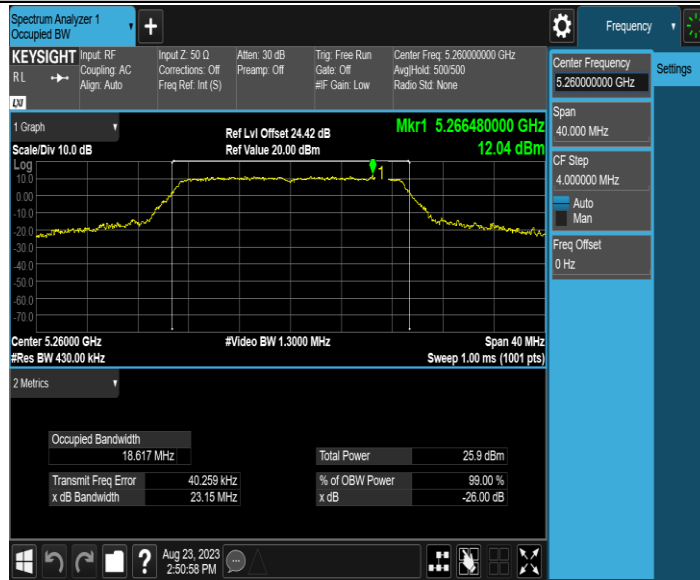 Spectrum Analyzer 1
Occupied BW
+
Frequency
KEYSIGHT
RL
LXI
Input: RF
Coupling: AC
Align: Auto
Input Z: 50 Ω
Corrections: Off
Freq Ref: Int (S)
Atten: 30 dB
Preamp: Off
Trig: Free Run
Gate: Off
#IF Gain: Low
Center Freq: 5.260000000 GHz
Avg|Hold: 500/500
Radio Std: None
Center Frequency
5.260000000 GHz
Settings
Span
40.000 MHz
CF Step
4.000000 MHz
Auto
Man
Freq Offset
0 Hz
1 Graph
Scale/Div 10.0 dB
Ref Lvl Offset 24.42 dB
Ref Value 20.00 dBm
Mkr1 5.266480000 GHz
12.04 dBm
Log
10.0
0.00
-10.0
-20.0
-30.0
-40.0
-50.0
-60.0
-70.0
1
Center 5.26000 GHz
#Res BW 430.00 kHz
#Video BW 1.3000 MHz
Span 40 MHz
Sweep 1.00 ms (1001 pts)
2 Metrics
Occupied Bandwidth
18.617 MHz
Total Power 25.9 dBm
Transmit Freq Error 40.259 kHz
% of OBW Power 99.00 %
x dB Bandwidth 23.15 MHz
x dB -26.00 dB
?
Aug 23, 2023
2:50:58 PM